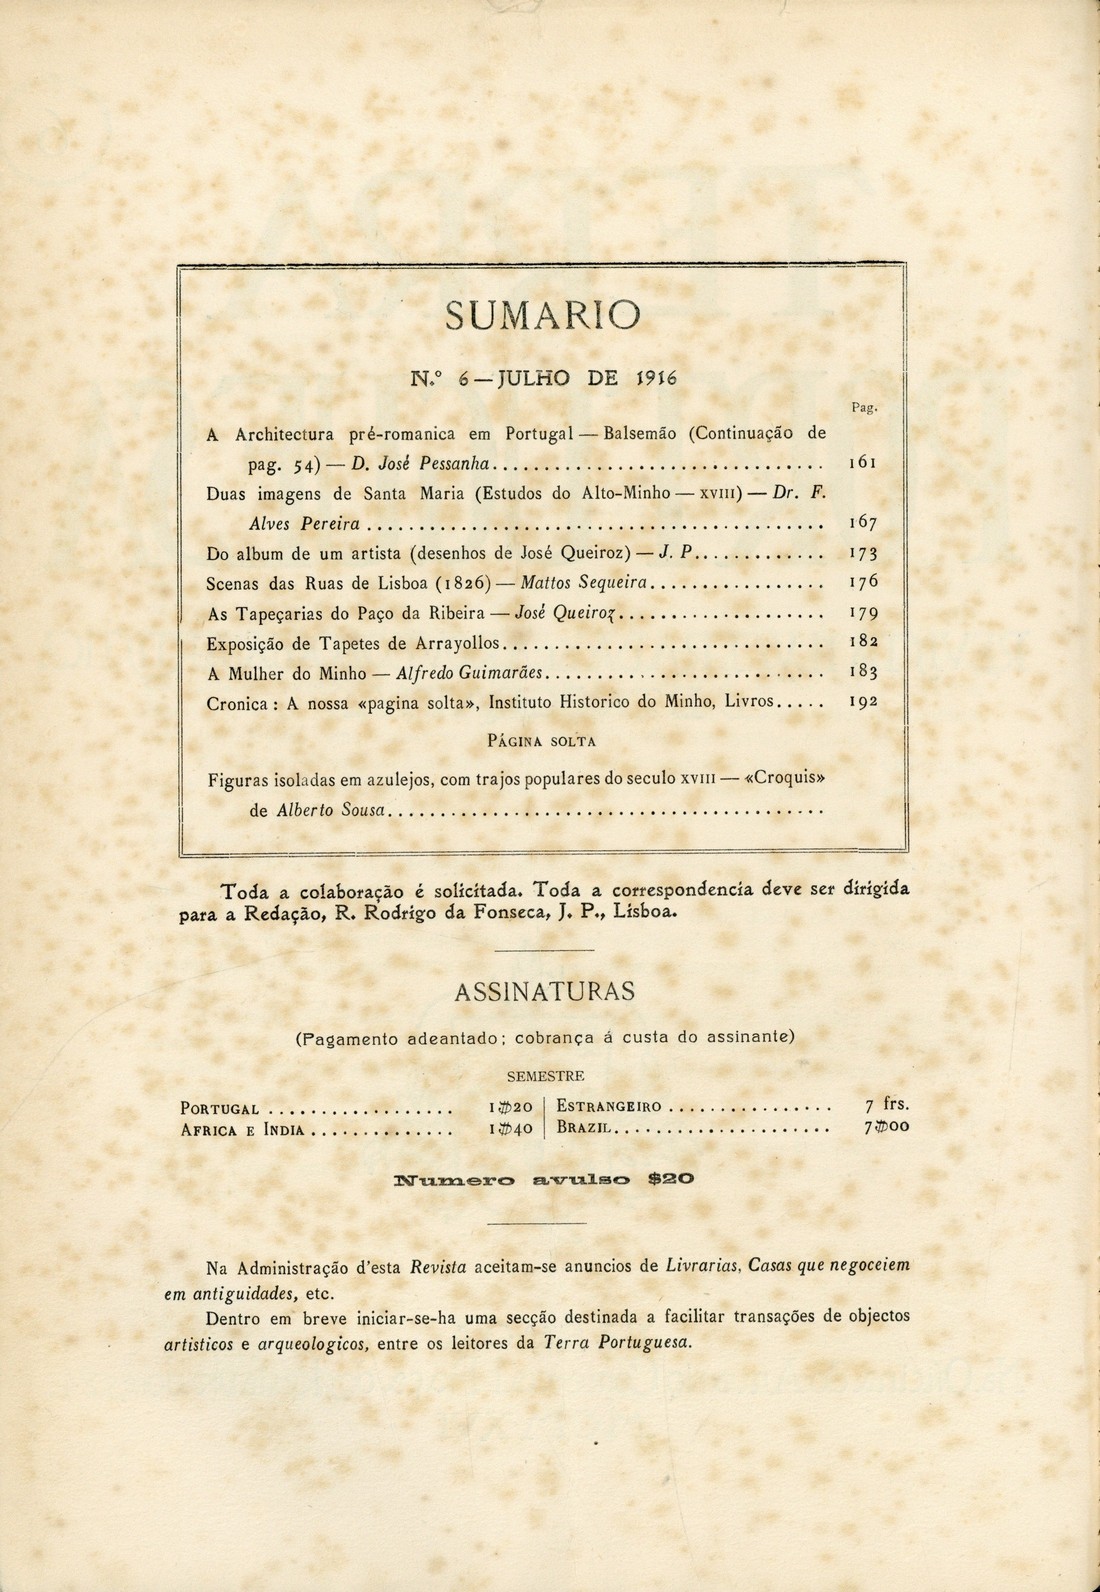 SUMARIO
N.º 6—JULHO DE 1916
Pag.
A Architectura pré-romanica em Portugal — Balsemão (Continuação de
pag. 54) — D. José Pessanha................................ 161
Duas imagens de Santa Maria (Estudos do Alto-Minho — XVIII) — Dr. F.
Alves Pereira ............................................ 167
Do album de um artista (desenhos de José Queiroz) — J. P............. 173
Scenas das Ruas de Lisboa (1826) — Mattos Sequeira................. 176
As Tapeçarias do Paço da Ribeira — José Queiroz.................... 179
Exposição de Tapetes de Arrayollos............................... 182
A Mulher do Minho — Alfredo Guimarães........................... 183
Cronica : A nossa «pagina solta», Instituto Historico do Minho, Livros..... 192
PÁGINA SOLTA
Figuras isoladas em azulejos, com trajos populares do seculo XVIII — «Croquis»
de Alberto Sousa..........................................
Toda a colaboração é solicitada. Toda a correspondencia deve ser dirigida
para a Redação, R. Rodrigo da Fonseca, J. P., Lisboa.
ASSINATURAS
(Pagamento adeantado; cobrança á custa do assinante)
SEMESTRE
PORTUGAL .................. 1$20 | ESTRANGEIRO ................ 7 frs.
AFRICA E INDIA .............. 1$40 | BRAZIL..................... 7$00
Numero avulso $20
Na Administração d'esta Revista aceitam-se anuncios de Livrarias, Casas que negoceiem
em antiguidades, etc.
Dentro em breve iniciar-se-ha uma secção destinada a facilitar transações de objectos
artisticos e arqueologicos, entre os leitores da Terra Portuguesa.